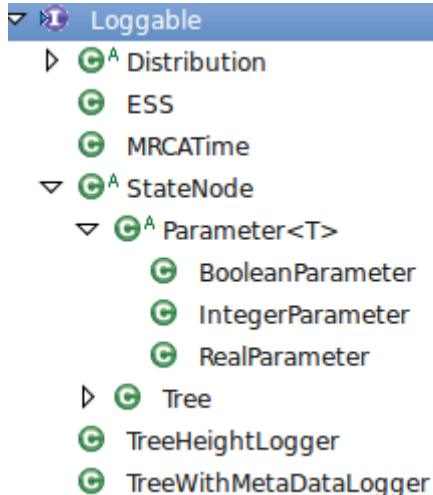 I Loggable
C A Distribution
C ESS
C MRCATime
C A StateNode
C A Parameter<T>
C BooleanParameter
C IntegerParameter
C RealParameter
C Tree
C TreeHeightLogger
C TreeWithMetaDataLogger